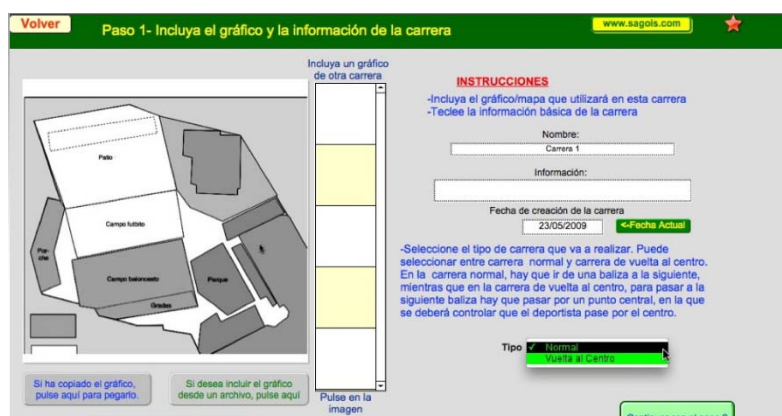 Volver
Paso 1- Incluya el gráfico y la información de la carrera
www.sagols.com
Incluya un gráfico
de otra carrera
Patio
Campo futbito
Por-
che
Campo baloncesto
Parque
Gradas
INSTRUCCIONES
-Incluya el gráfico/mapa que utilizará en esta carrera
-Teclee la información básica de la carrera
Nombre:
Carrera 1
Información:
Fecha de creación de la carrera
23/05/2009
<-Fecha Actual
-Seleccione el tipo de carrera que va a realizar. Puede
seleccionar entre carrera normal y carrera de vuelta al centro.
En la carrera normal, hay que ir de una baliza a la siguiente,
mientras que en la carrera de vuelta al centro, para pasar a la
siguiente baliza hay que pasar por un punto central, en la que
se deberá controlar que el deportista pase por el centro.
Tipo ✓ Normal
Vuelta al Centro
Si ha copiado el gráfico,
pulse aquí para pegarlo.
Si desea incluir el gráfico
desde un archivo, pulse aquí
Pulse en la
imagen